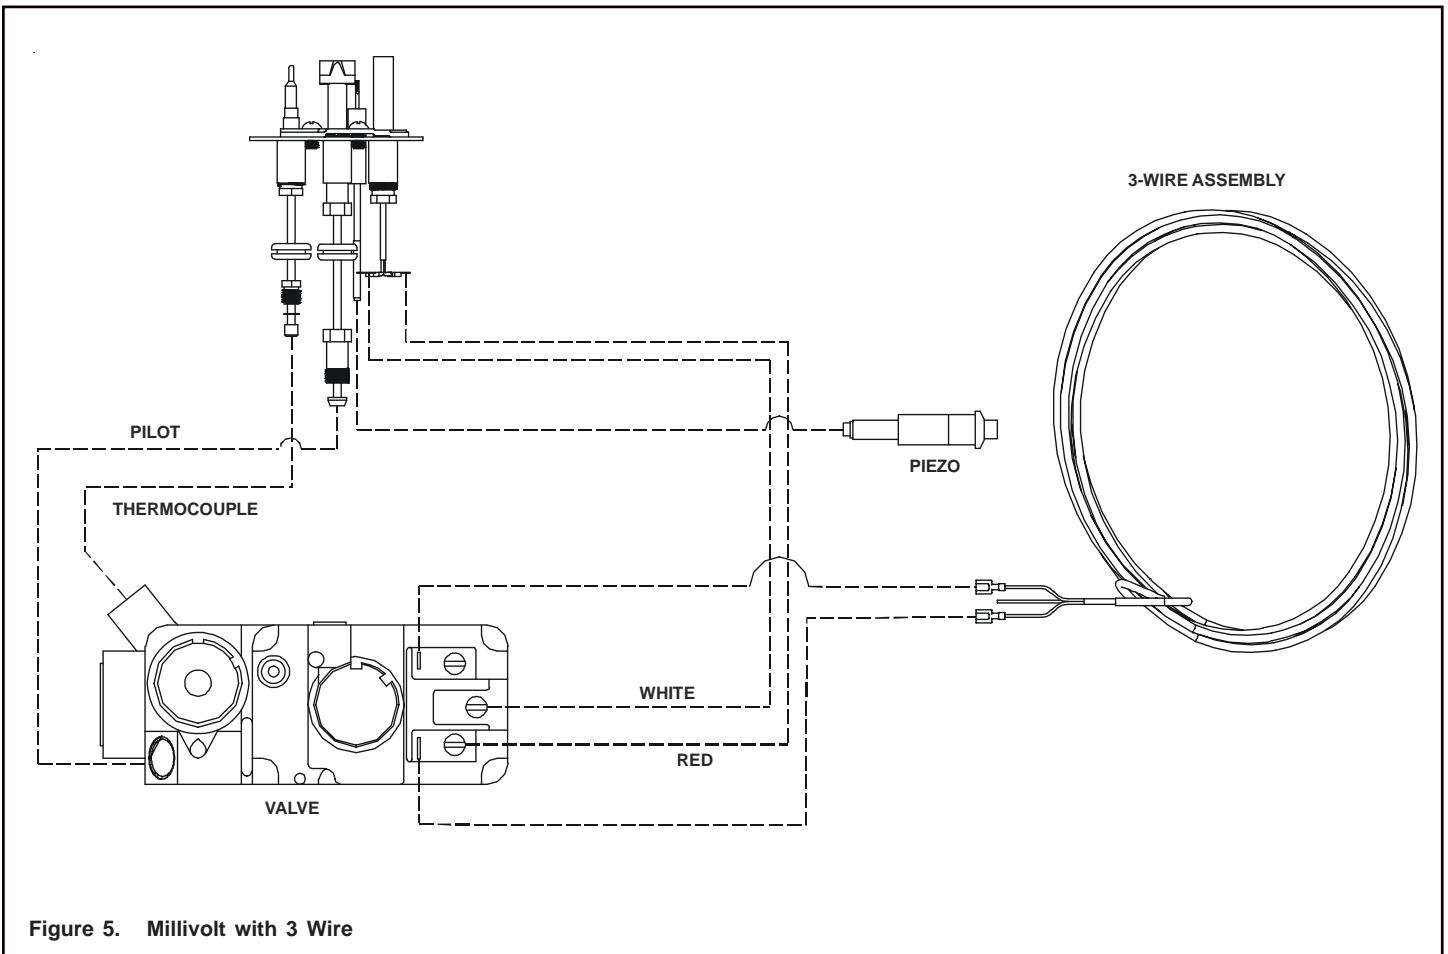 3-WIRE ASSEMBLY
PILOT
PIEZO
THERMOCOUPLE
WHITE
RED
VALVE
Figure 5. Millivolt with 3 Wire